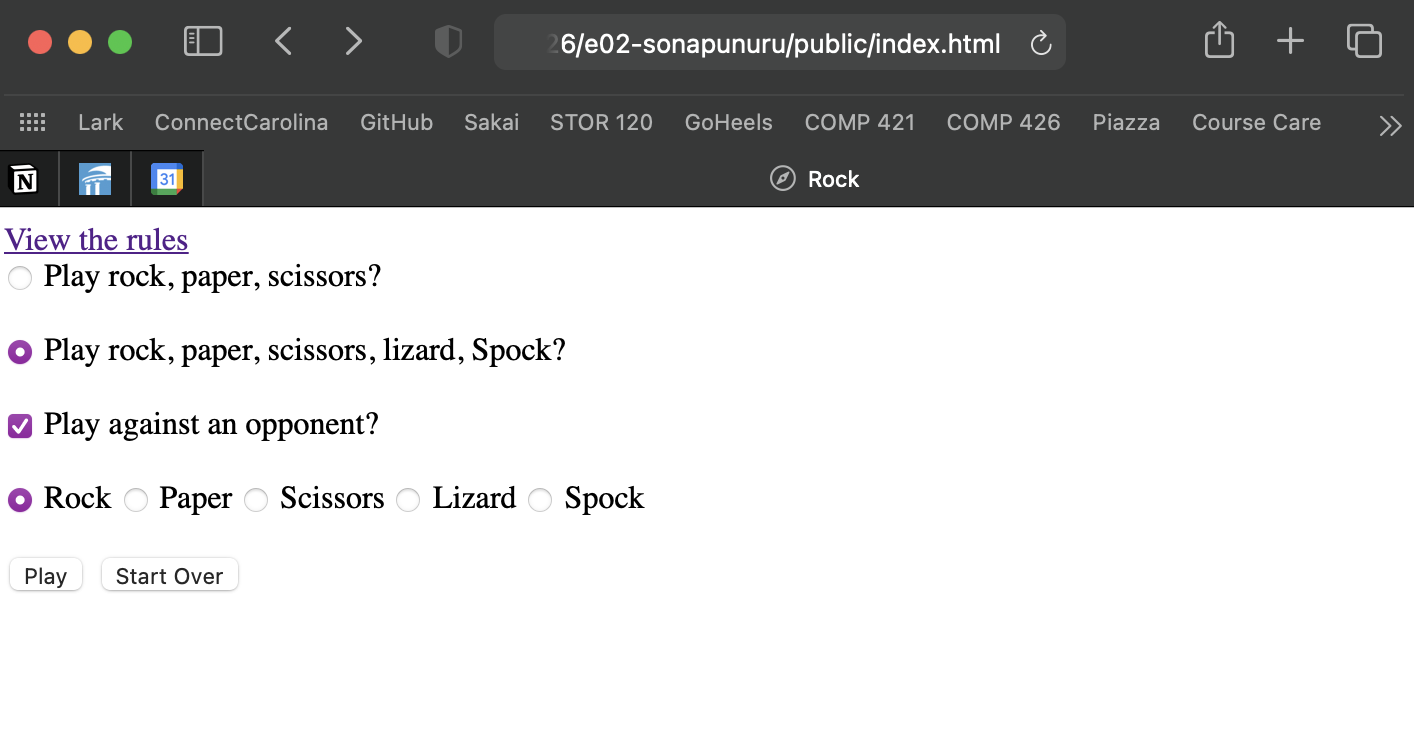 26/e02-sonapunuru/public/index.html
Lark ConnectCarolina GitHub Sakai STOR 120 GoHeels COMP 421 COMP 426 Piazza Course Care
N 31 Rock
View the rules
Play rock, paper, scissors?
Play rock, paper, scissors, lizard, Spock?
Play against an opponent?
Rock Paper Scissors Lizard Spock
Play Start Over